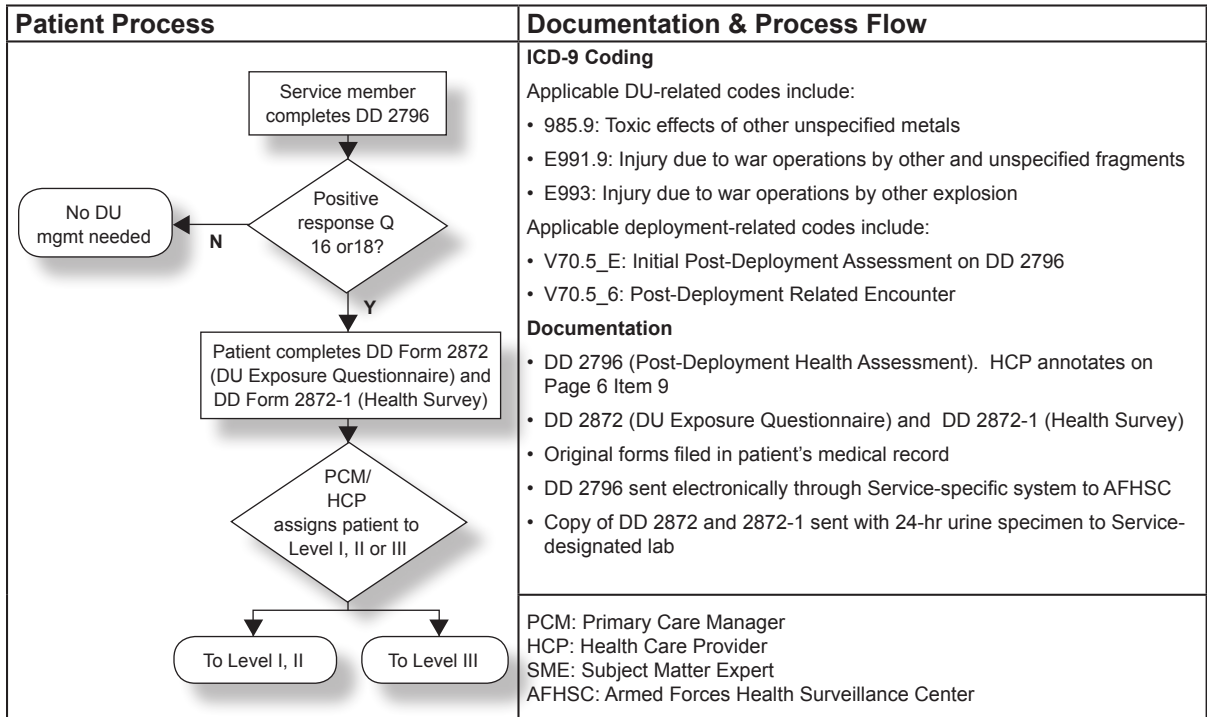 Patient Process
Service member
completes DD 2796
Positive
response Q
16 or18?
N
No DU
mgmt needed
Y
Patient completes DD Form 2872
(DU Exposure Questionnaire) and
DD Form 2872-1 (Health Survey)
PCM/
HCP
assigns patient to
Level I, II or III
To Level I, II
To Level III
Documentation & Process Flow
ICD-9 Coding
Applicable DU-related codes include:
• 985.9: Toxic effects of other unspecified metals
• E991.9: Injury due to war operations by other and unspecified fragments
• E993: Injury due to war operations by other explosion
Applicable deployment-related codes include:
• V70.5_E: Initial Post-Deployment Assessment on DD 2796
• V70.5_6: Post-Deployment Related Encounter
Documentation
• DD 2796 (Post-Deployment Health Assessment).  HCP annotates on
Page 6 Item 9
• DD 2872 (DU Exposure Questionnaire) and  DD 2872-1 (Health Survey)
• Original forms filed in patient's medical record
• DD 2796 sent electronically through Service-specific system to AFHSC
• Copy of DD 2872 and 2872-1 sent with 24-hr urine specimen to Service-
designated lab
PCM: Primary Care Manager
HCP: Health Care Provider
SME: Subject Matter Expert
AFHSC: Armed Forces Health Surveillance Center